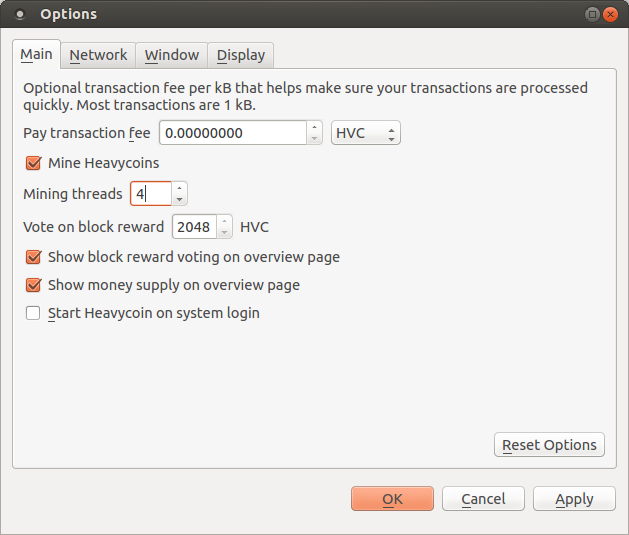 Options
Main Network Window Display
Optional transaction fee per kB that helps make sure your transactions are processed
quickly. Most transactions are 1 kB.
Pay transaction fee 0.00000000 HVC
Mine Heavycoins
Mining threads 4
Vote on block reward 2048 HVC
Show block reward voting on overview page
Show money supply on overview page
Start Heavycoin on system login
Reset Options
OK Cancel Apply